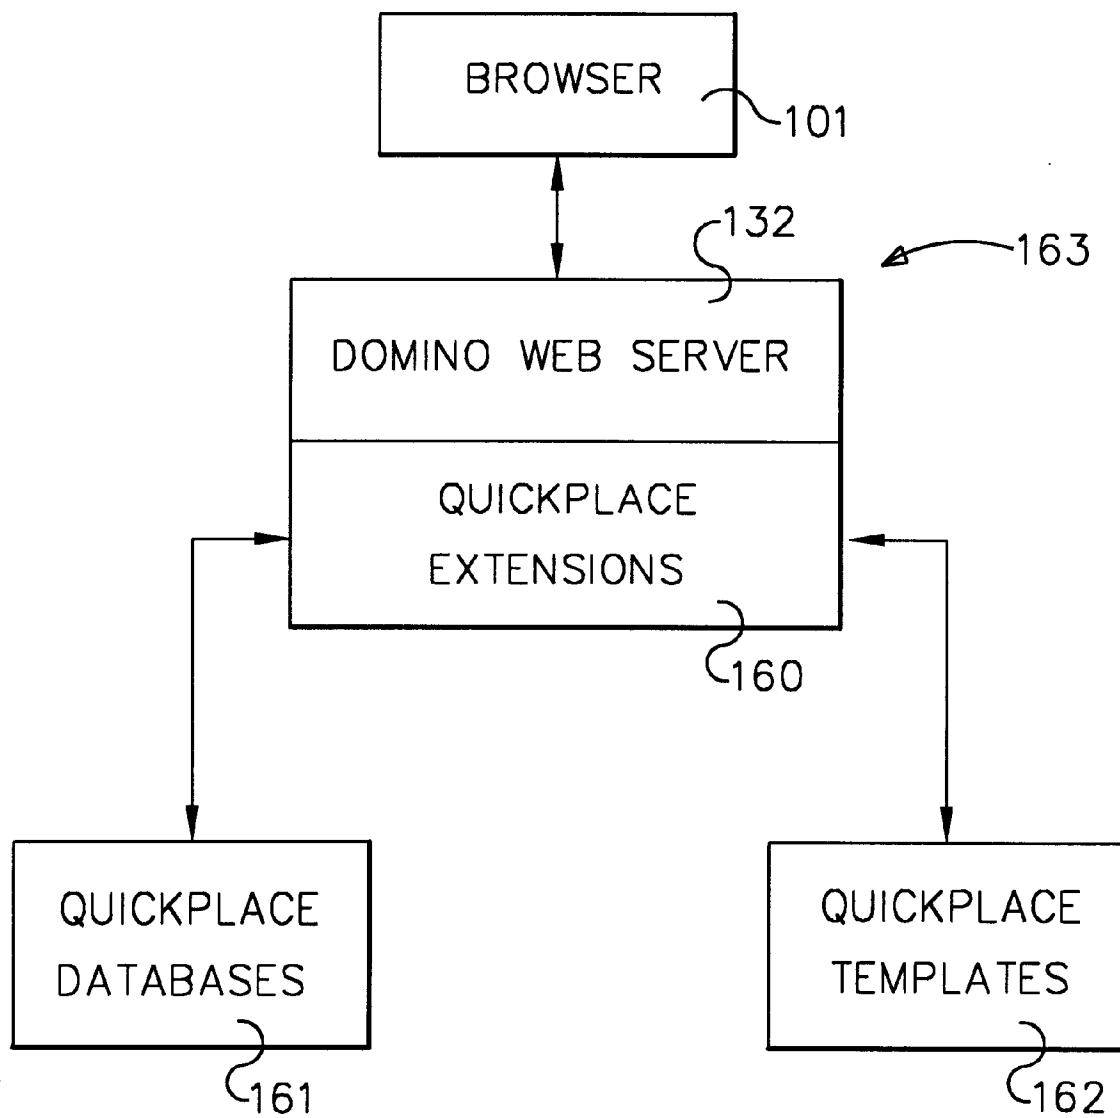 BROWSER
101
132
163
DOMINO WEB SERVER
QUICKPLACE
EXTENSIONS
160
QUICKPLACE
DATABASES
161
QUICKPLACE
TEMPLATES
162